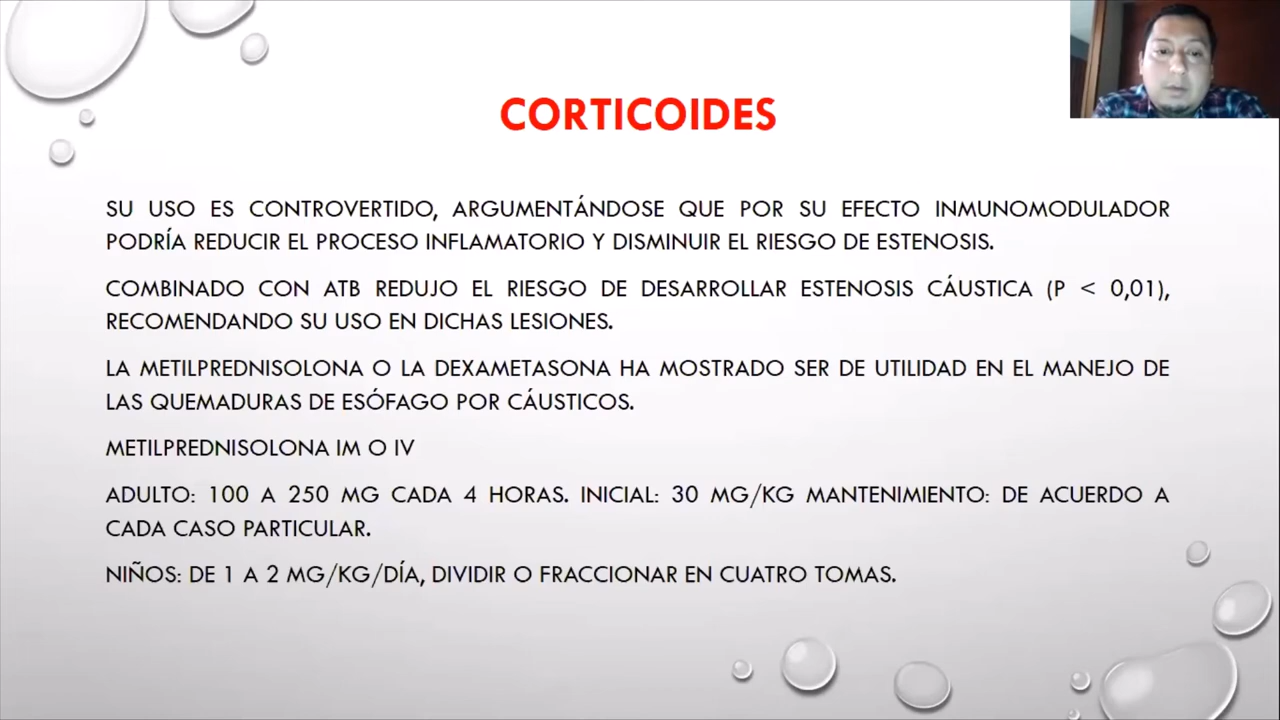 CORTICOIDES
SU USO ES CONTROVERTIDO, ARGUMENTÁNDOSE QUE POR SU EFECTO INMUNOMODULADOR
PODRÍA REDUCIR EL PROCESO INFLAMATORIO Y DISMINUIR EL RIESGO DE ESTENOSIS.
COMBINADO CON ATB REDUJO EL RIESGO DE DESARROLLAR ESTENOSIS CÁUSTICA (P < 0,01),
RECOMENDANDO SU USO EN DICHAS LESIONES.
LA METILPREDNISOLONA O LA DEXAMETASONA HA MOSTRADO SER DE UTILIDAD EN EL MANEJO DE
LAS QUEMADURAS DE ESÓFAGO POR CÁUSTICOS.
METILPREDNISOLONA IM O IV
ADULTO: 100 A 250 MG CADA 4 HORAS. INICIAL: 30 MG/KG MANTENIMIENTO: DE ACUERDO A
CADA CASO PARTICULAR.
NIÑOS: DE 1 A 2 MG/KG/DÍA, DIVIDIR O FRACCIONAR EN CUATRO TOMAS.